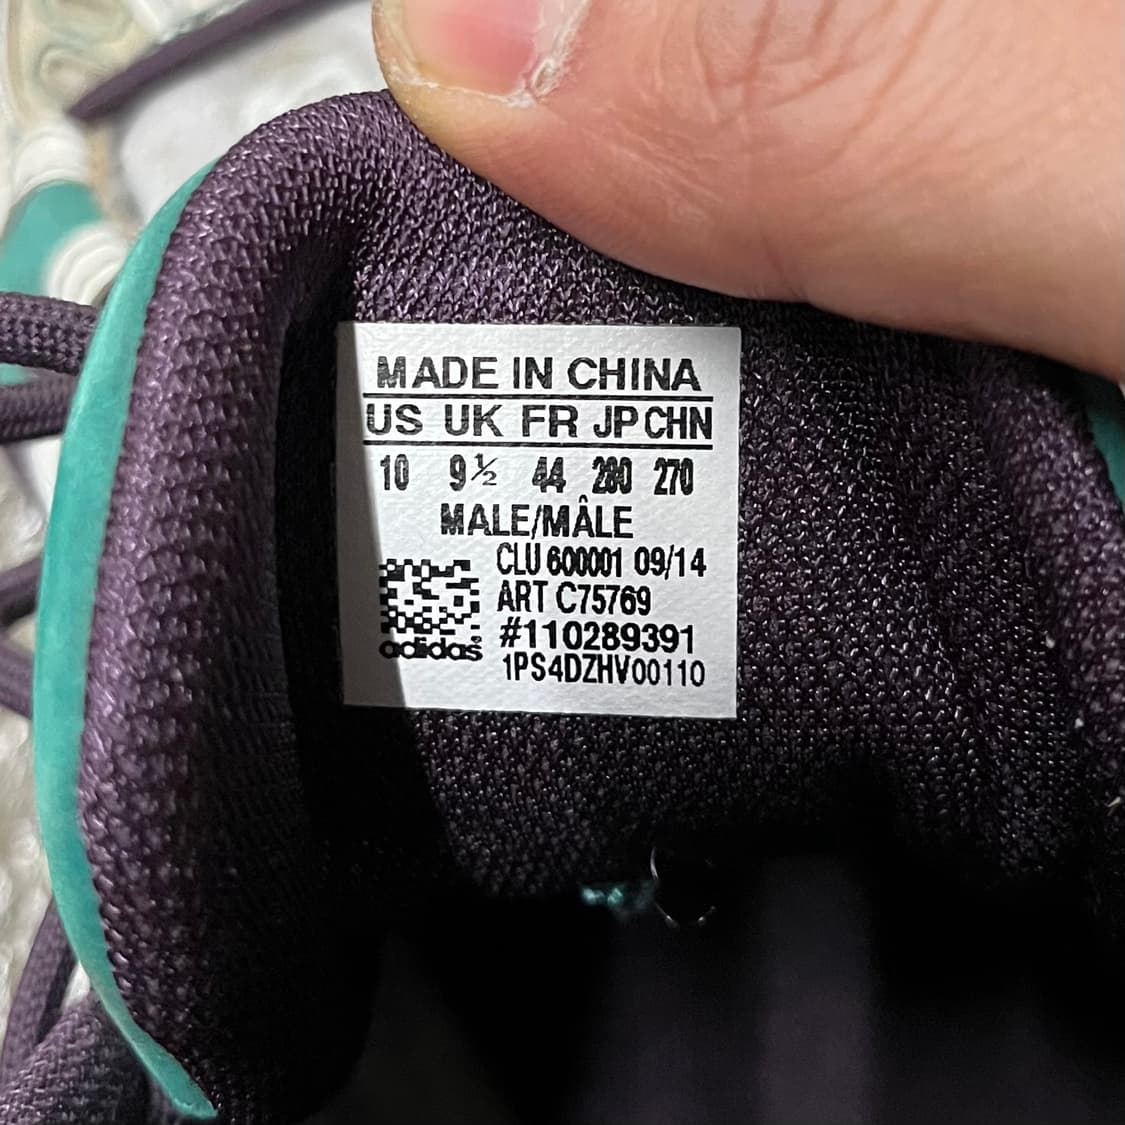 MADE IN CHINA
US UK FR JP CHN
10 9½ 44 280 270
MALE/MÂLE
CLU 600001 09/14
ART C75769
#110289391
adidas®
1PS4DZHV00110